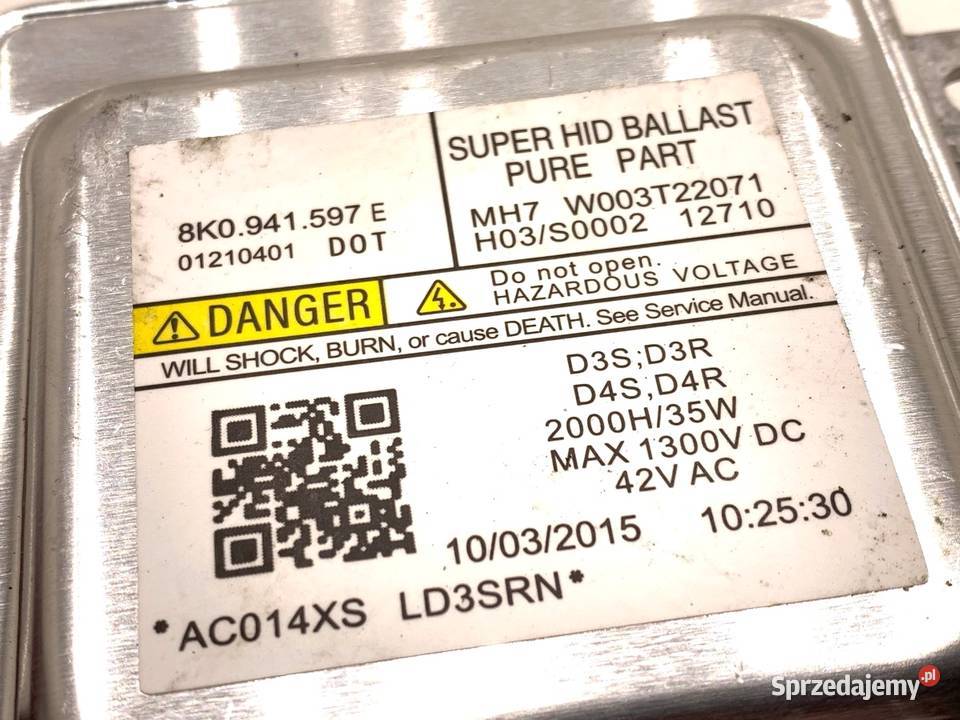 8K0.941.597 E
01210401 DOT
SUPER HID BALLAST
PURE PART
MH7 W003T22071
H03/S0002 12710
DANGER
Do not open.
HAZARDOUS VOLTAGE
WILL SHOCK, BURN, or cause DEATH. See Service Manual.
D3S;D3R
D4S,D4R
2000H/35W
MAX 1300V DC
42V AC
10/03/2015 10:25:30
*AC014XS LD3SRN*
Sprzedajemy.pl